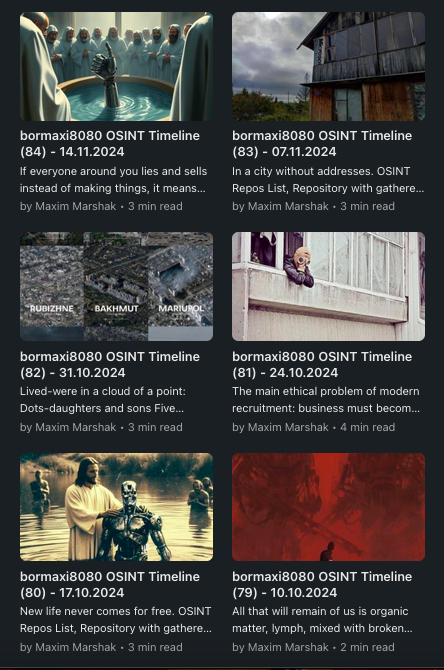 bormaxi8080 OSINT Timeline
(84) - 14.11.2024
If everyone around you lies and sells
instead of making things, it means...
by Maxim Marshak • 3 min read
bormaxi8080 OSINT Timeline
(83) - 07.11.2024
In a city without addresses. OSINT
Repos List, Repository with gathere...
by Maxim Marshak • 3 min read
RUBIZHNE
BAKHMUT
MARIUPOL
bormaxi8080 OSINT Timeline
(82) - 31.10.2024
Lived-were in a cloud of a point:
Dots-daughters and sons Five...
by Maxim Marshak • 3 min read
bormaxi8080 OSINT Timeline
(81) - 24.10.2024
The main ethical problem of modern
recruitment: business must becom...
by Maxim Marshak • 4 min read
bormaxi8080 OSINT Timeline
(80) - 17.10.2024
New life never comes for free. OSINT
Repos List, Repository with gathere...
by Maxim Marshak • 3 min read
bormaxi8080 OSINT Timeline
(79) - 10.10.2024
All that will remain of us is organic
matter, lymph, mixed with broken...
by Maxim Marshak • 2 min read